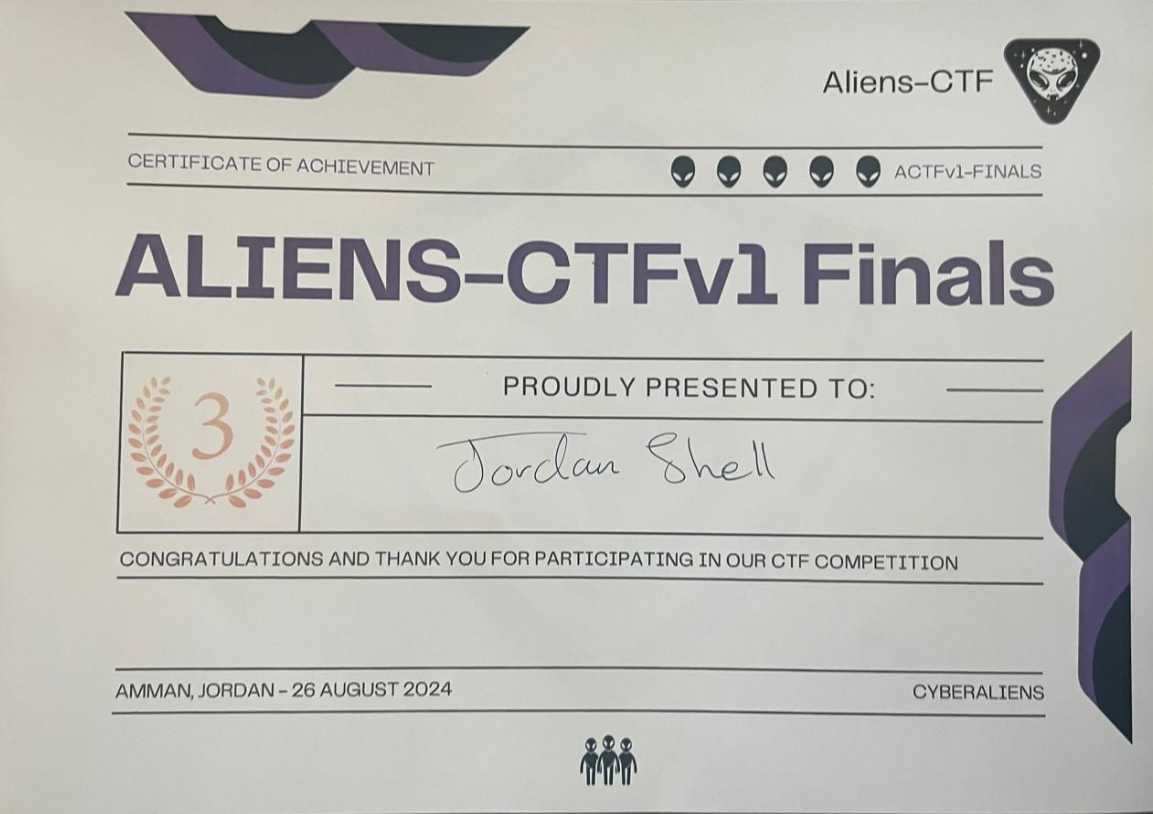 Aliens-CTF
CERTIFICATE OF ACHIEVEMENT
ACTFv1-FINALS
ALIENS-CTFv1 Finals
3
PROUDLY PRESENTED TO:
Jordan Shell
CONGRATULATIONS AND THANK YOU FOR PARTICIPATING IN OUR CTF COMPETITION
AMMAN, JORDAN - 26 AUGUST 2024
CYBERALIENS